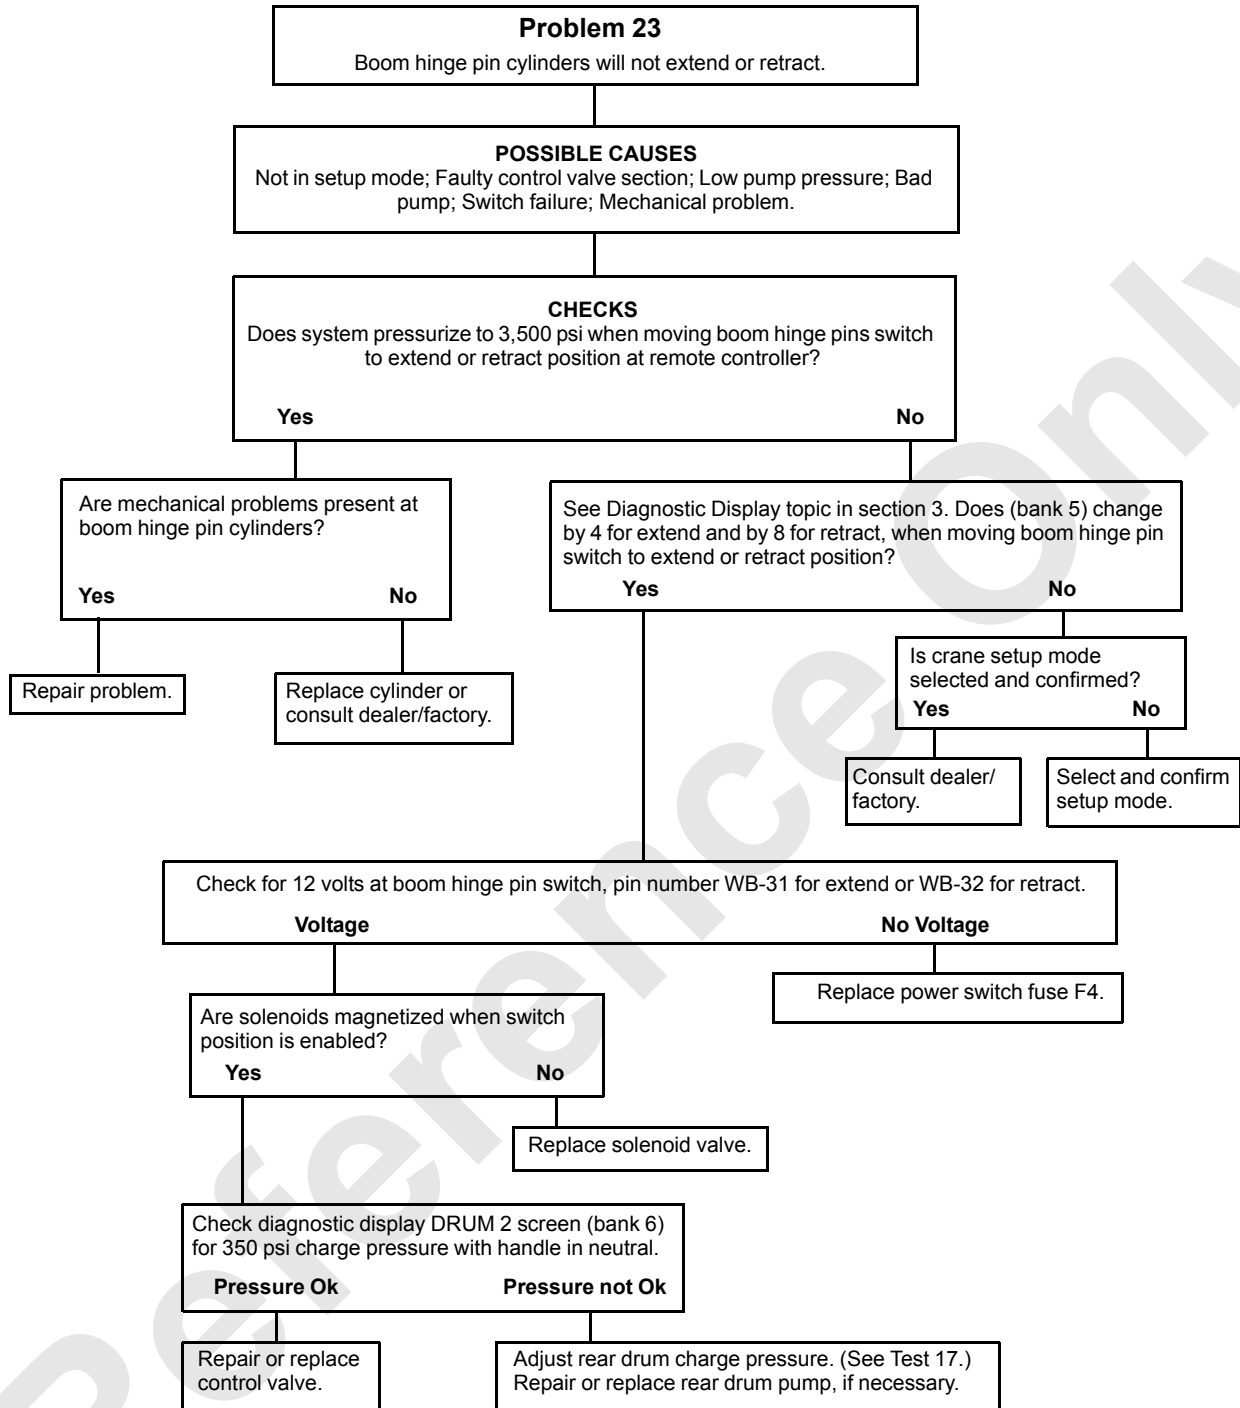 Problem 23
Boom hinge pin cylinders will not extend or retract.
POSSIBLE CAUSES
Not in setup mode; Faulty control valve section; Low pump pressure; Bad
pump; Switch failure; Mechanical problem.
CHECKS
Does system pressurize to 3,500 psi when moving boom hinge pins switch
to extend or retract position at remote controller?
Yes No
Are mechanical problems present at
boom hinge pin cylinders?
Yes No
See Diagnostic Display topic in section 3. Does (bank 5) change
by 4 for extend and by 8 for retract, when moving boom hinge pin
switch to extend or retract position?
Yes No
Repair problem.
Replace cylinder or
consult dealer/factory.
Is crane setup mode
selected and confirmed?
Yes No
Consult dealer/
factory.
Select and confirm
setup mode.
Check for 12 volts at boom hinge pin switch, pin number WB-31 for extend or WB-32 for retract.
Voltage No Voltage
Replace power switch fuse F4.
Are solenoids magnetized when switch
position is enabled?
Yes No
Replace solenoid valve.
Check diagnostic display DRUM 2 screen (bank 6)
for 350 psi charge pressure with handle in neutral.
Pressure Ok Pressure not Ok
Repair or replace
control valve.
Adjust rear drum charge pressure. (See Test 17.)
Repair or replace rear drum pump, if necessary.
Reference Only